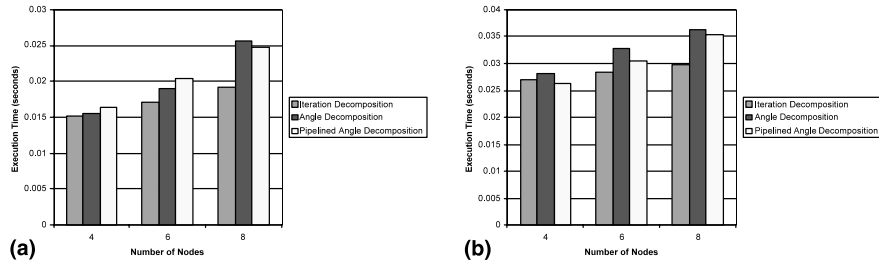 0.03
0.025
0.02
0.015
0.01
0.005
0
Execution Time (seconds)
4
6
8
Number of Nodes
Iteration Decomposition
Angle Decomposition
Pipelined Angle Decomposition
(a)
0.04
0.035
0.03
0.025
0.02
0.015
0.01
0.005
0
Execution Time (seconds)
4
6
8
Number of Nodes
Iteration Decomposition
Angle Decomposition
Pipelined Angle Decomposition
(b)